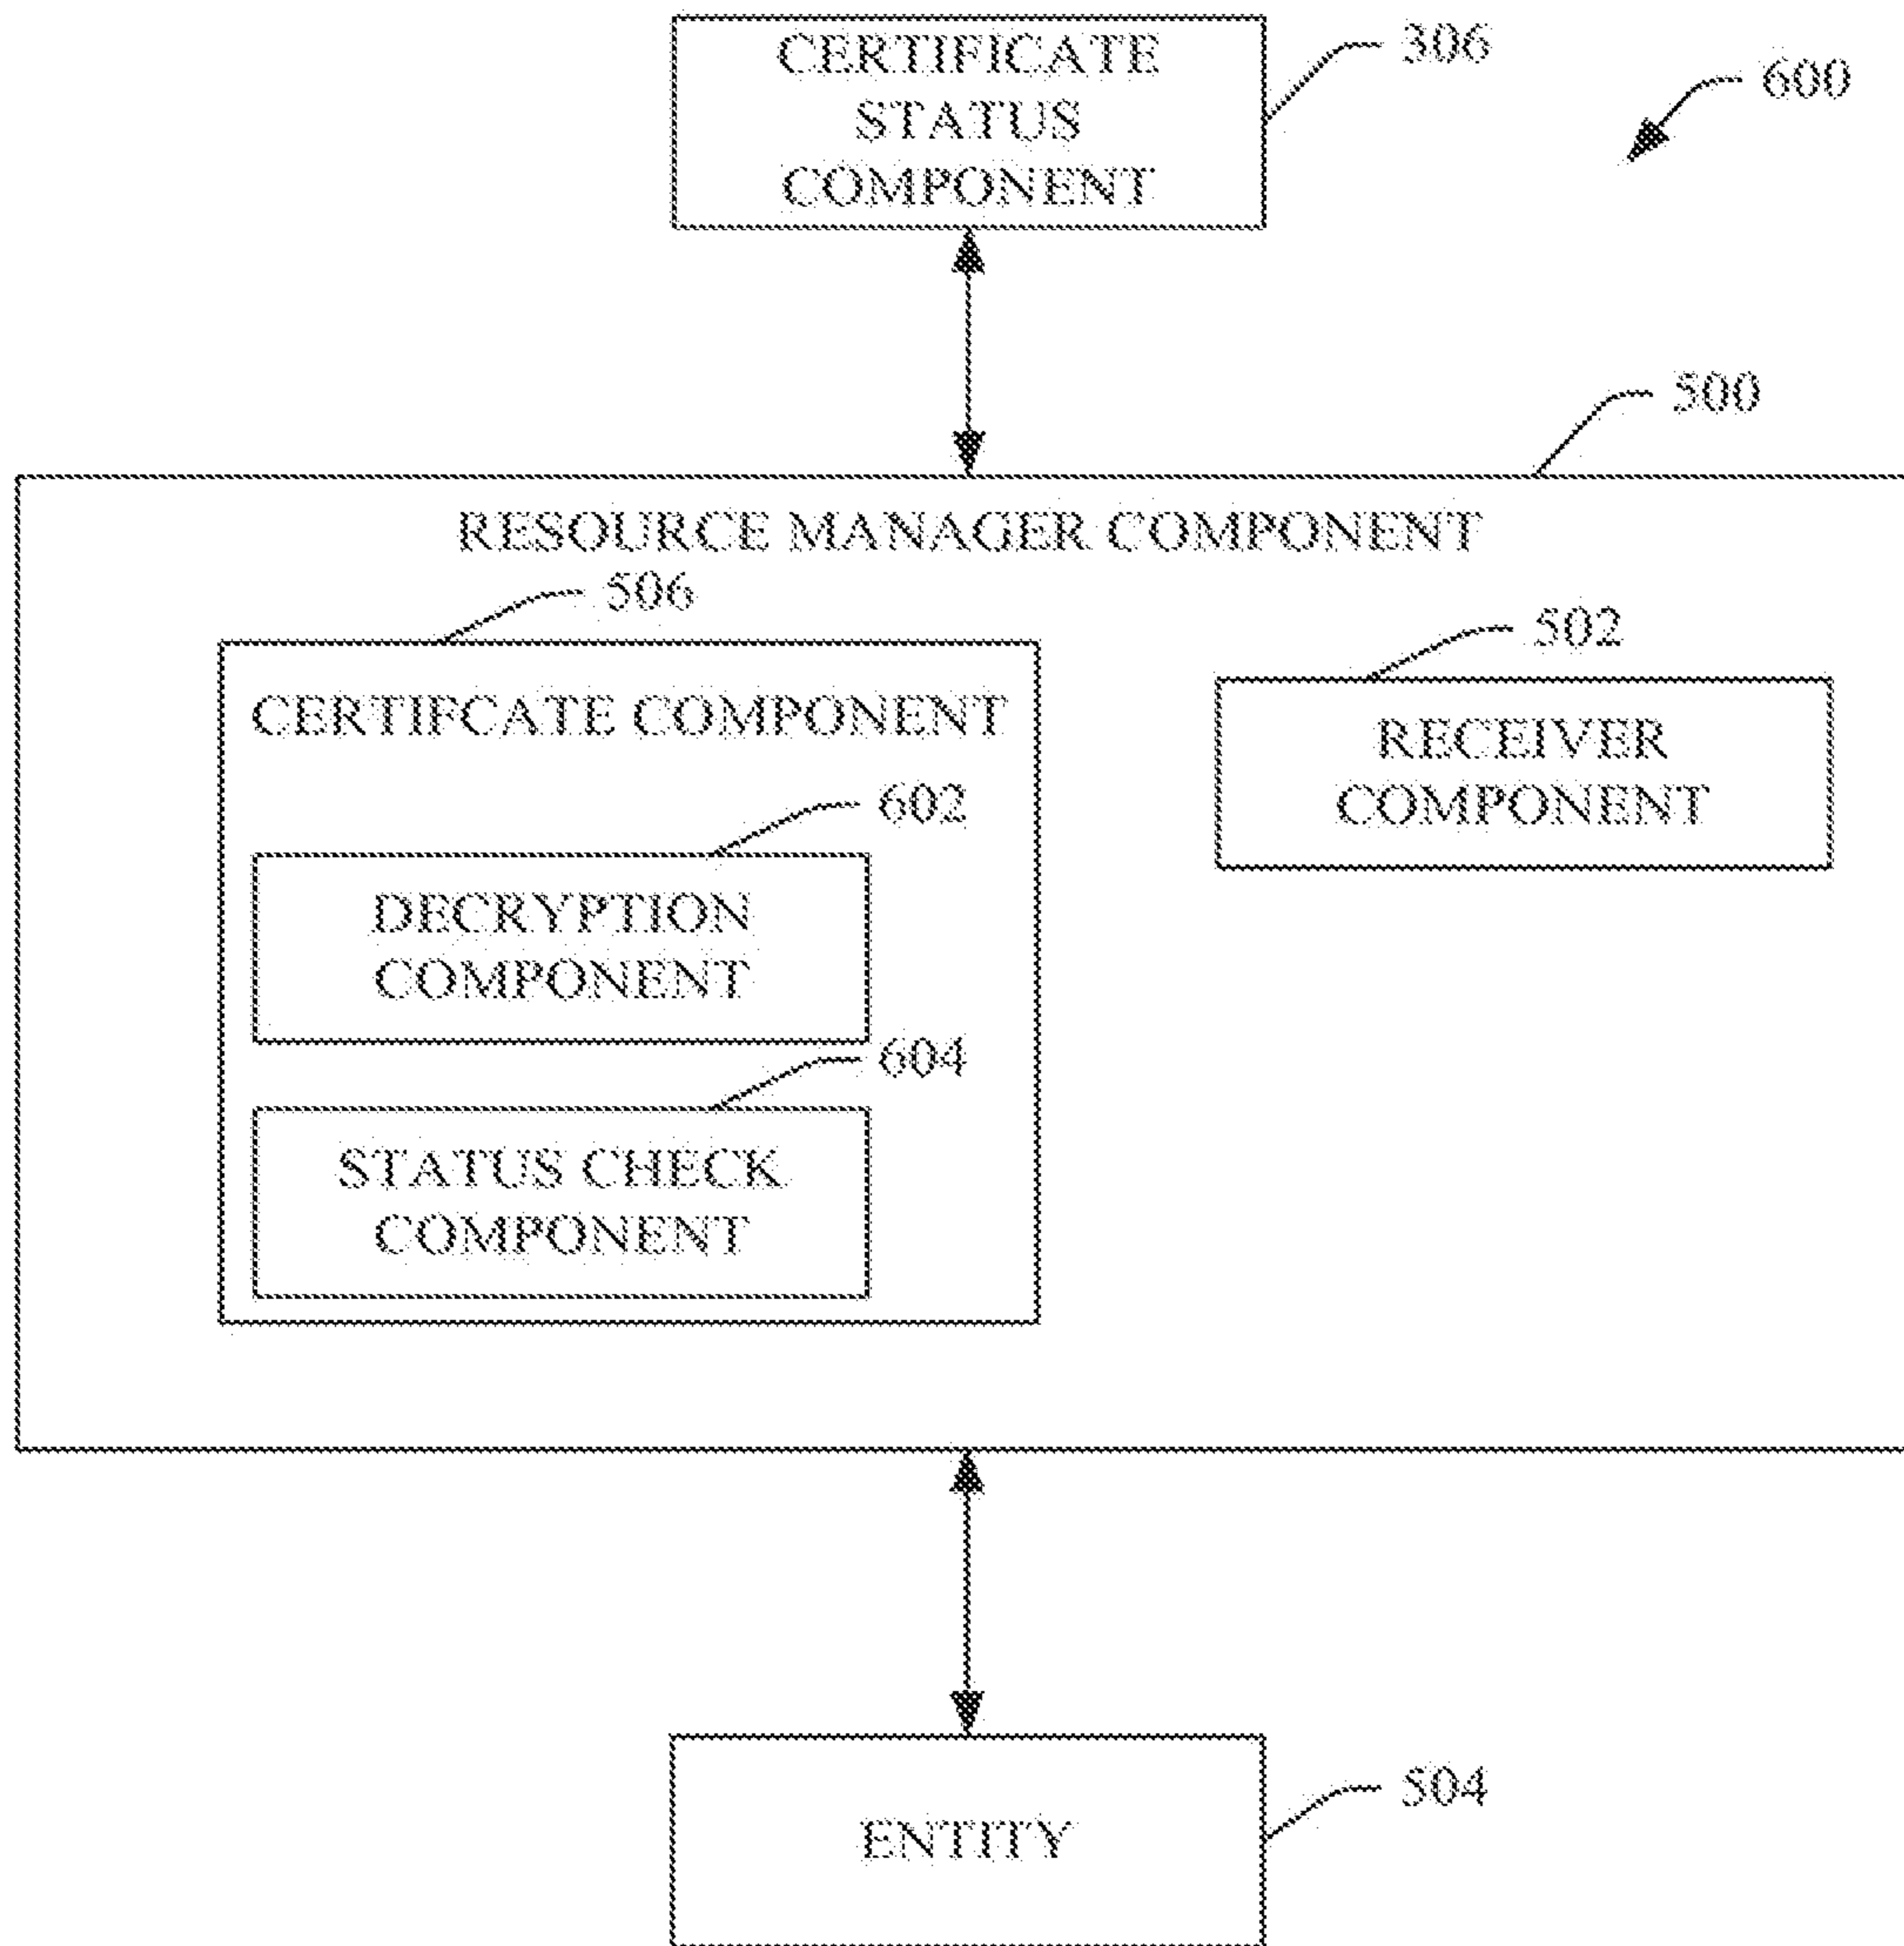 CERTIFICATE
STATUS
COMPONENT
306
600
500
RESOURCE MANAGER COMPONENT
506
502
CERTIFCATE COMPONENT
RECEIVER
COMPONENT
602
DECRYPTION
COMPONENT
604
STATUS CHECK
COMPONENT
504
ENTITY